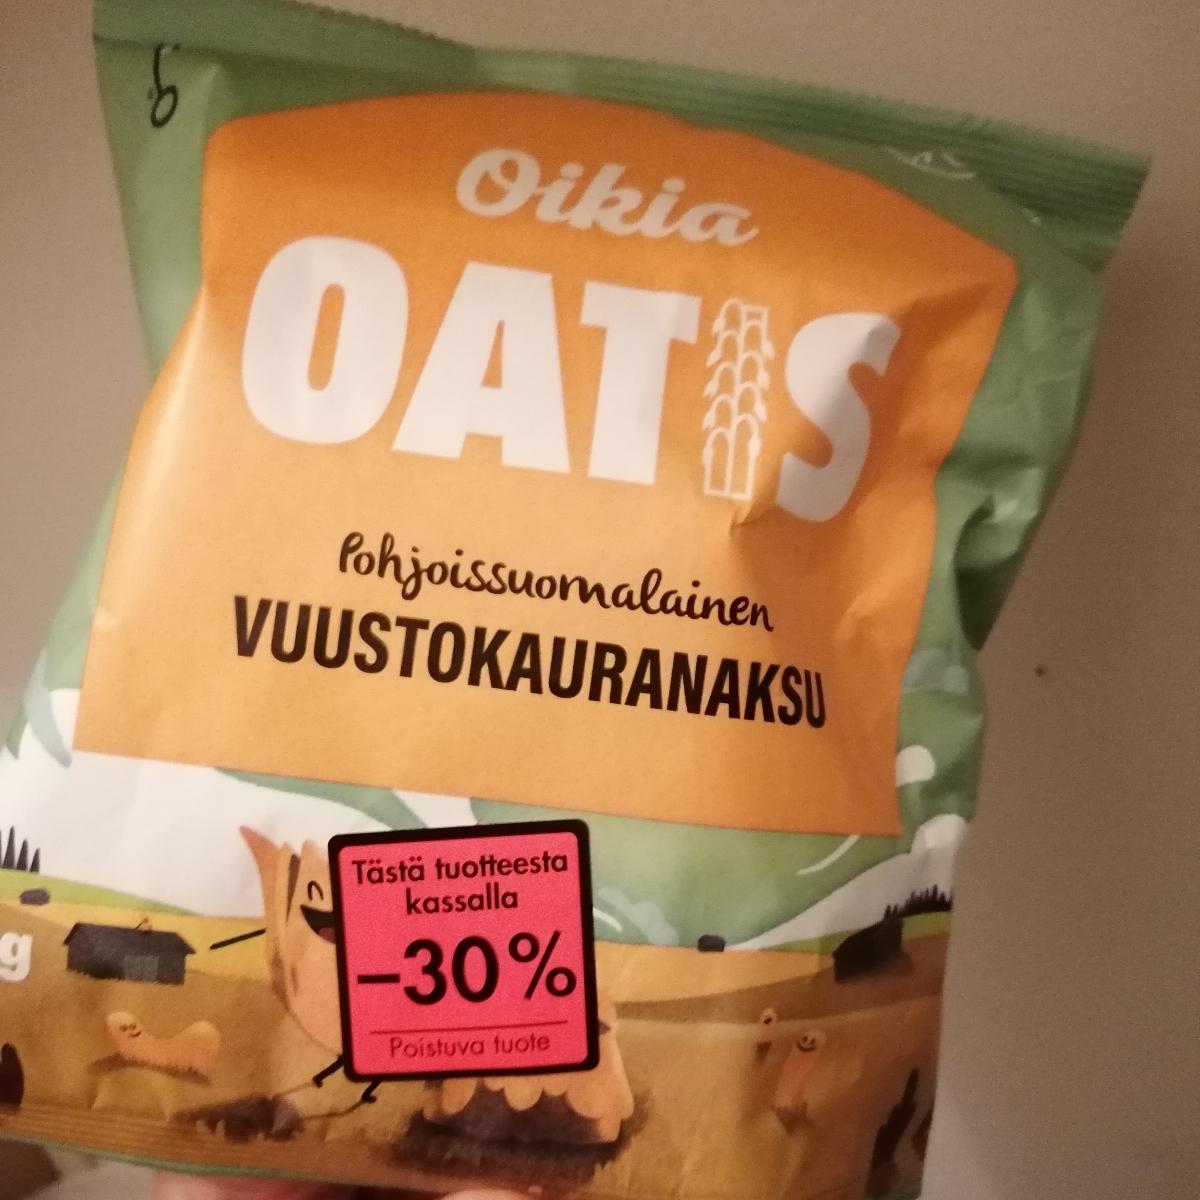 Oikia
OATIS
Pohjoissuomalainen
VUUSTOKAURANAKSU
Tästä tuotteesta
kassalla
-30%
Poistuva tuote
g